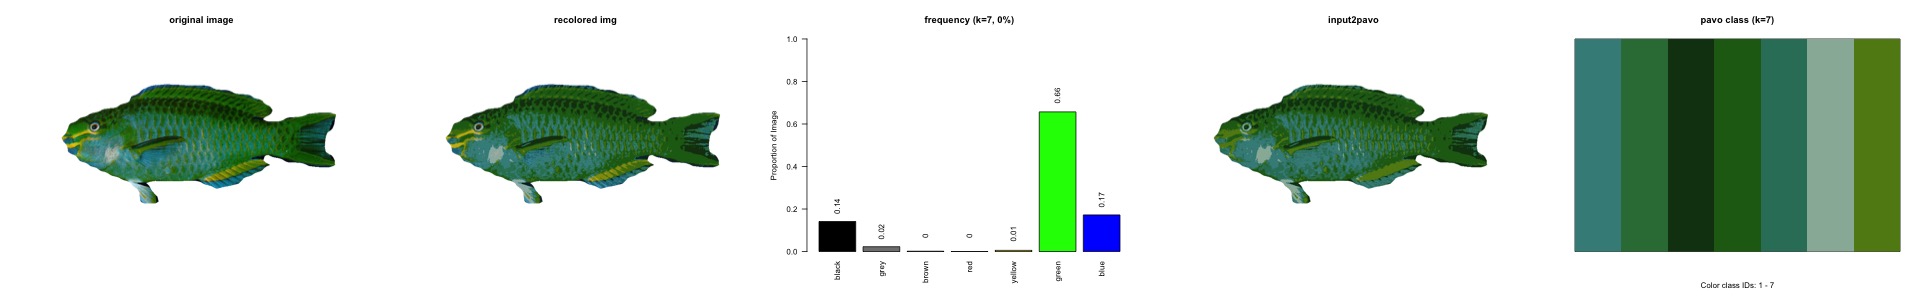 original image
recolored img
frequency (k=7, 0%)
input2pavo
pavo class (k=7)
Proportion of Image
1.0
0.8
0.6
0.4
0.2
0.0
0.14
0.02
0
0
0.01
0.66
0.17
black
grey
brown
red
yellow
green
blue
Color class IDs: 1 - 7